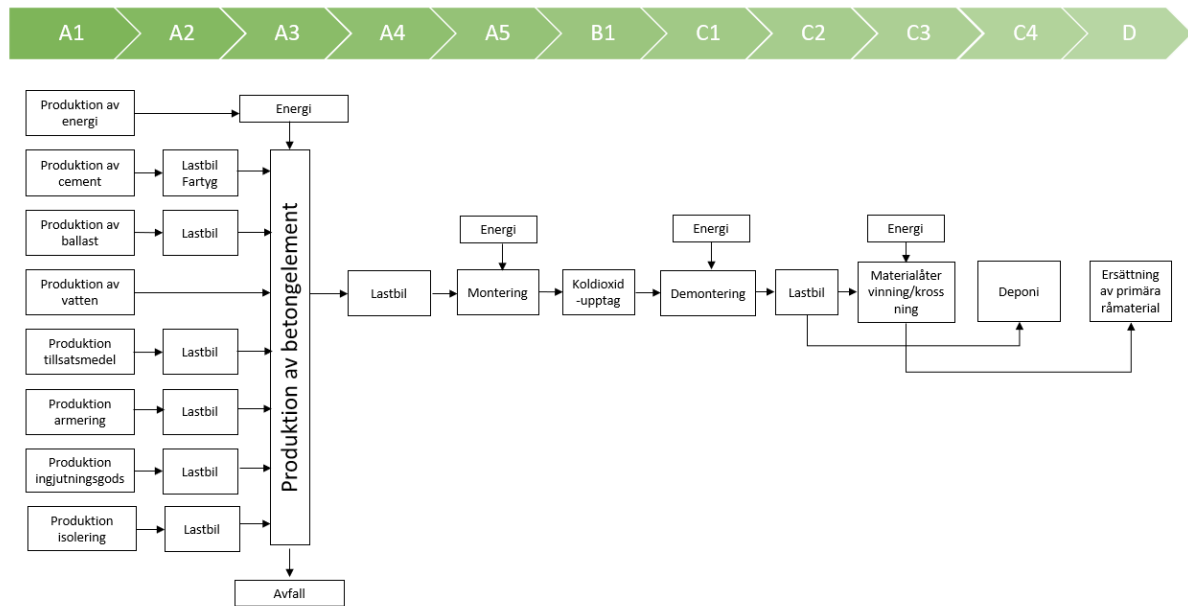 A1
A2
A3
A4
A5
B1
C1
C2
C3
C4
D
Produktion av
energi
Energi
Produktion av
cement
Lastbil
Fartyg
Produktion av
ballast
Lastbil
Produktion av
vatten
Produktion
tillsatsmedel
Lastbil
Produktion
armering
Lastbil
Produktion
ingjutningsgods
Lastbil
Produktion
isolering
Lastbil
Produktion av betongelement
Avfall
Lastbil
Energi
Montering
Koldioxid
-upptag
Energi
Demontering
Lastbil
Energi
Materialåter
vinning/kross
ning
Deponi
Ersättning
av primära
råmaterial